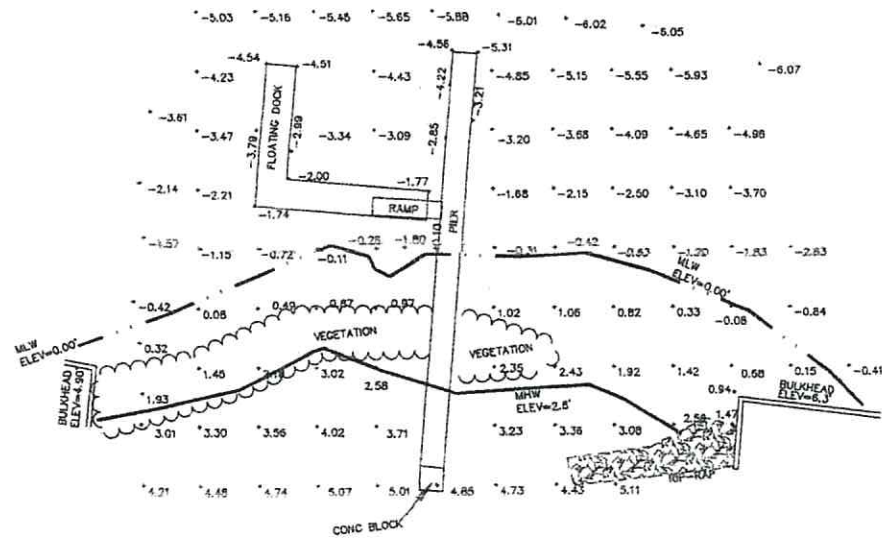 -5.03 -5.16 -5.45 -5.65 -5.88 -6.01 -6.02 -6.05
-4.56 -5.31
-4.54 -4.51
-4.23 -4.43 -4.22 -4.85 -5.15 -5.55 -5.93 -6.07
-3.61 -3.21
FLOATING DOCK
-3.79 -2.99
-3.47 -3.34 -3.09 -2.85 -3.20 -3.68 -4.09 -4.65 -4.98
-2.00 -1.77
-2.14 -2.21 -1.68 -2.15 -2.50 -3.10 -3.70
-1.74 RAMP PIER
-1.15 -0.72 -0.11 -0.25 -1.80 -0.31 -0.42 -0.83 -1.20 -1.83 -2.83
MLW
ELEV=0.00'
-0.42 0.08 0.49 0.87 0.87 1.02 1.06 0.82 0.33 -0.08 -0.84
MLW
ELEV=0.00'
VEGETATION
VEGETATION
0.32
1.45 3.02 2.58 2.35 2.43 1.92 1.42 0.68 0.15 -0.41
BULKHEAD
ELEV=4.90'
BULKHEAD
ELEV=6.3'
1.93
MHW
ELEV=2.8'
0.94
1.47
3.01 3.30 3.56 4.02 3.71 3.23 3.36 3.08
4.21 4.48 4.74 5.07 5.01 4.85 4.73 4.43 5.11
RIP-RAP
CONC BLOCK